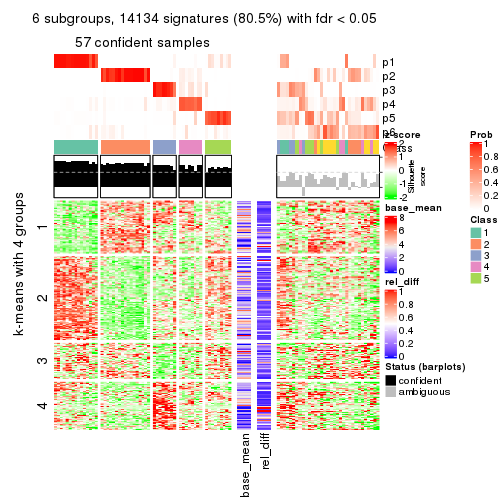 6 subgroups, 14134 signatures (80.5%) with fdr < 0.05
57 confident samples
p1
p2
p3
p4
p5
p6
Silhouette
score
k-means with 4 groups
1
2
3
4
base_mean
rel_diff
z-score
2
1
0
-1
-2
base_mean
8
6
4
2
0
rel_diff
1
0.8
0.6
0.4
0.2
0
Status (barplots)
confident
ambiguous
Prob
1
0.8
0.6
0.4
0.2
0
Class
1
2
3
4
5